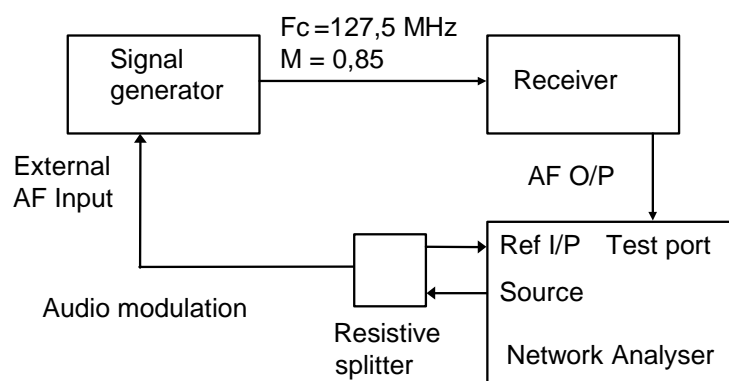 Fc=127,5 MHz
M = 0,85
Signal
generator
Receiver
External
AF Input
AF O/P
Ref I/P Test port
Source
Audio modulation
Resistive
splitter
Network Analyser